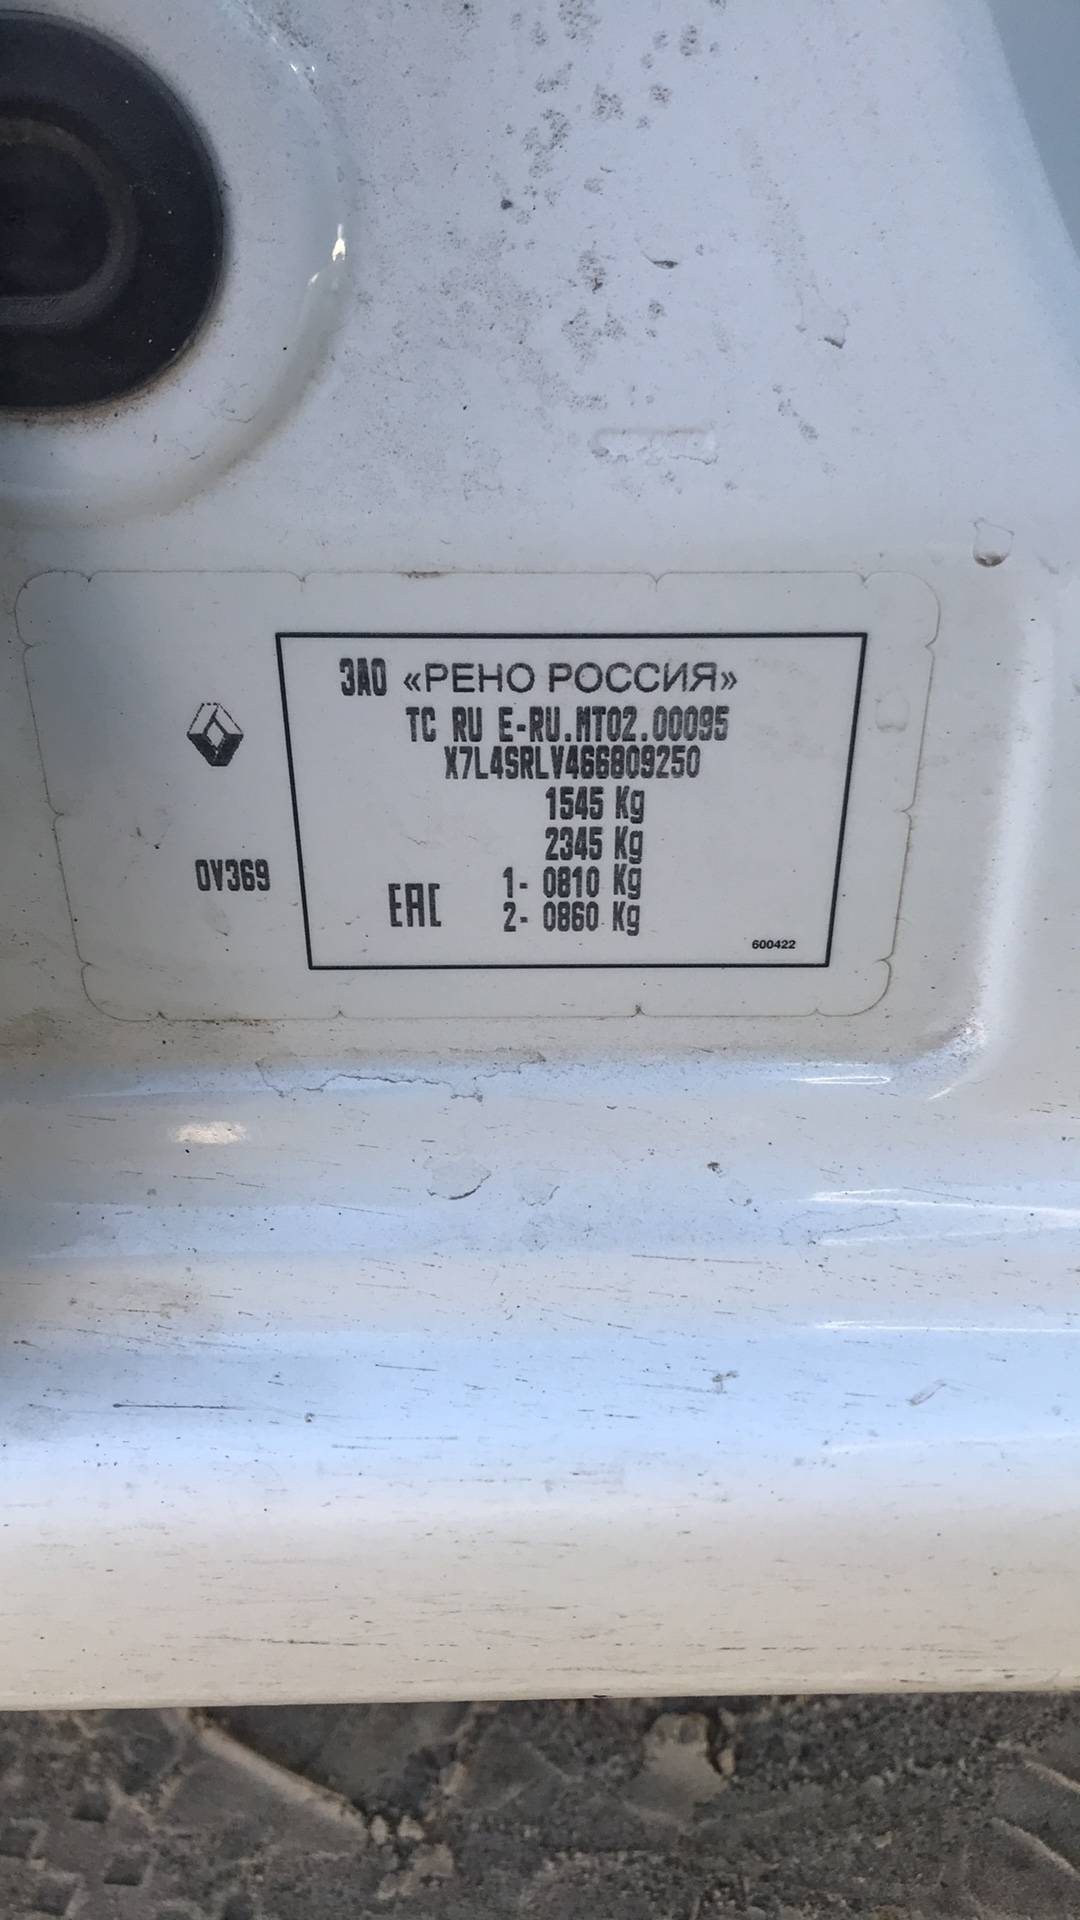 ЗАО «РЕНО РОССИЯ»
TC RU E-RU.MT02.00095
X7L4SRLV466809250
1545 Kg
2345 Kg
1- 0810 Kg
2- 0860 Kg
0V369
EAC
600422